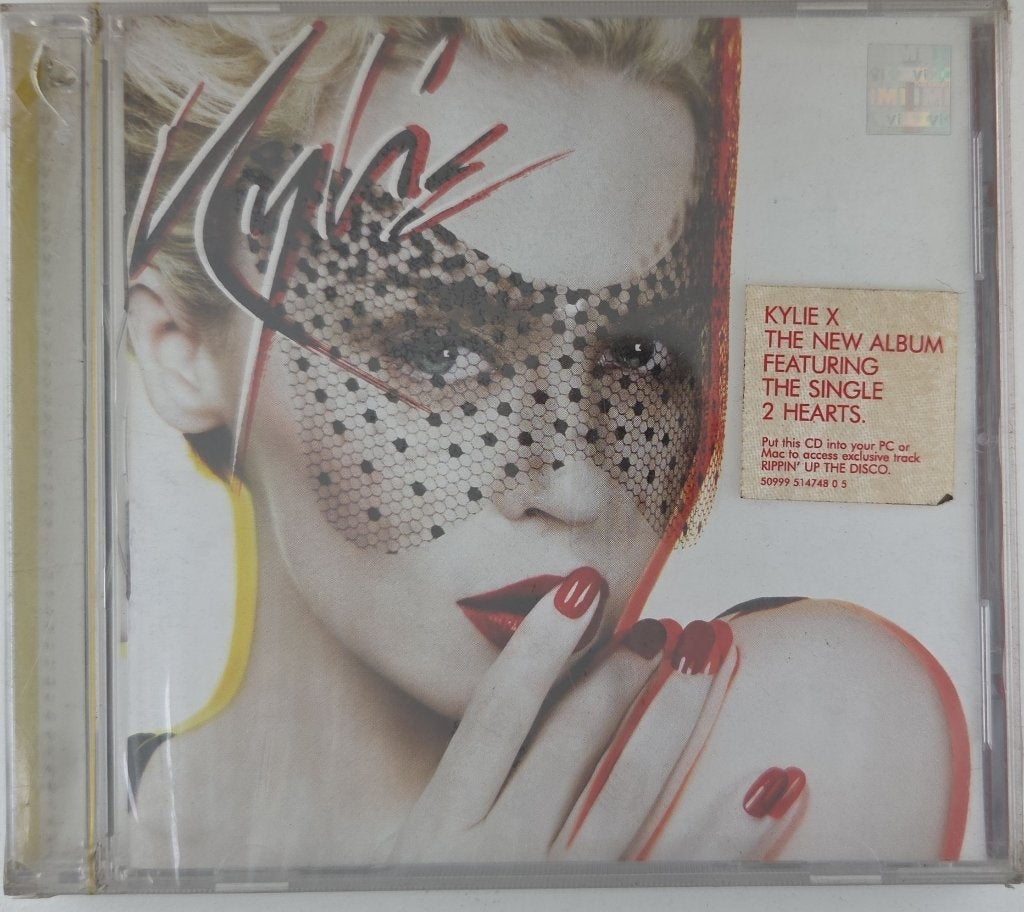 Kylie
KYLIE X
THE NEW ALBUM
FEATURING
THE SINGLE
2 HEARTS.
Put this CD into your PC or
Mac to access exclusive track
RIPPIN' UP THE DISCO.
50999 514748 0 5